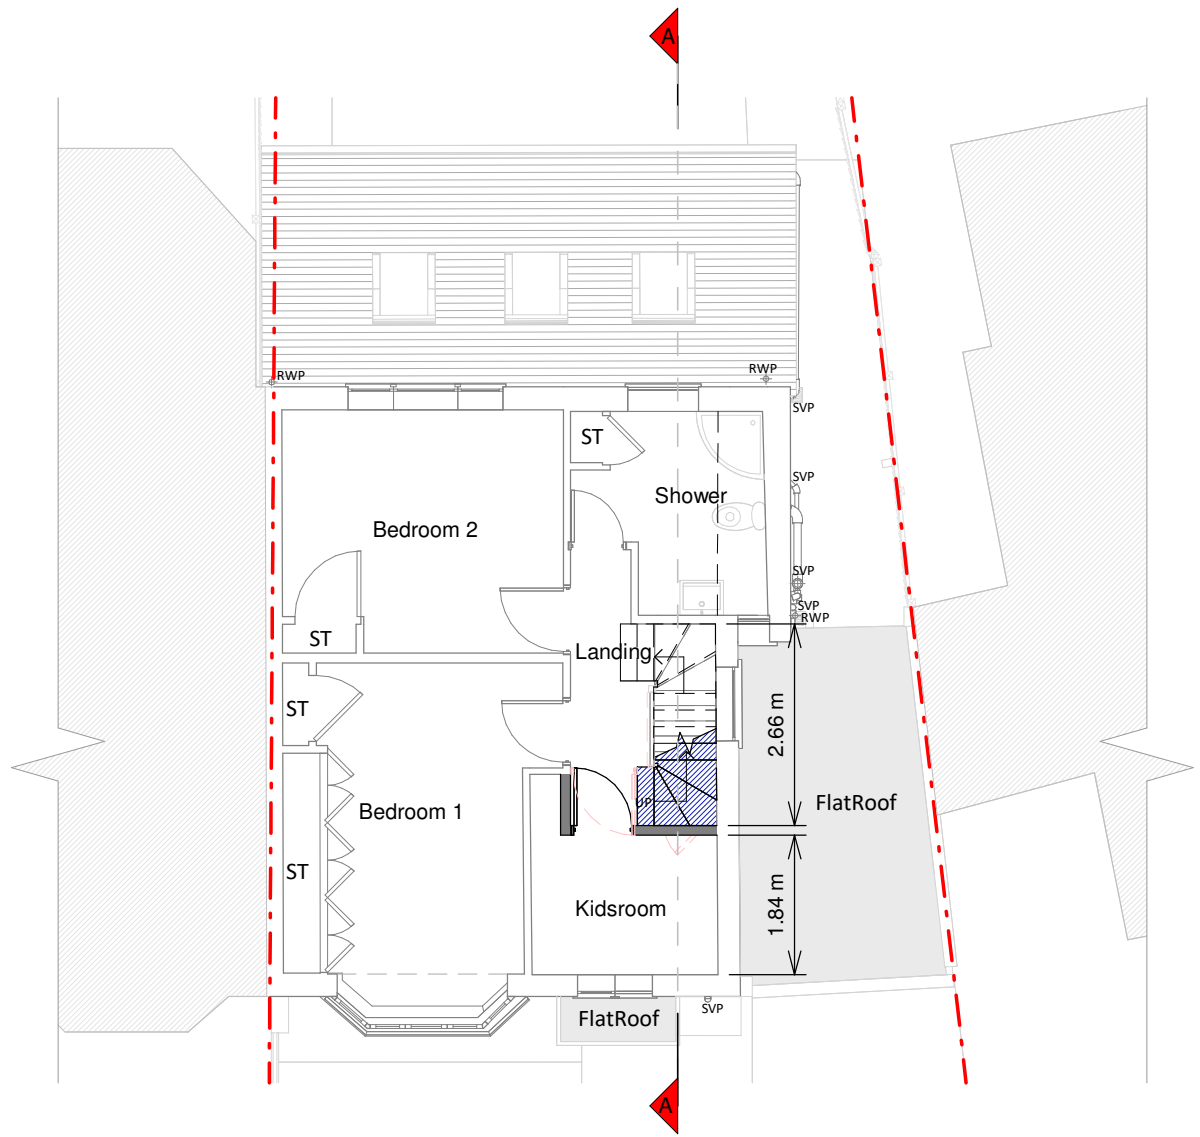 A
RWP
RWP
SVP
ST
SVP
Shower
Bedroom 2
SVP
SVP
RWP
ST
Landing
ST
2.66 m
UP
FlatRoof
Bedroom 1
ST
1.84 m
Kidsroom
SVP
FlatRoof
A